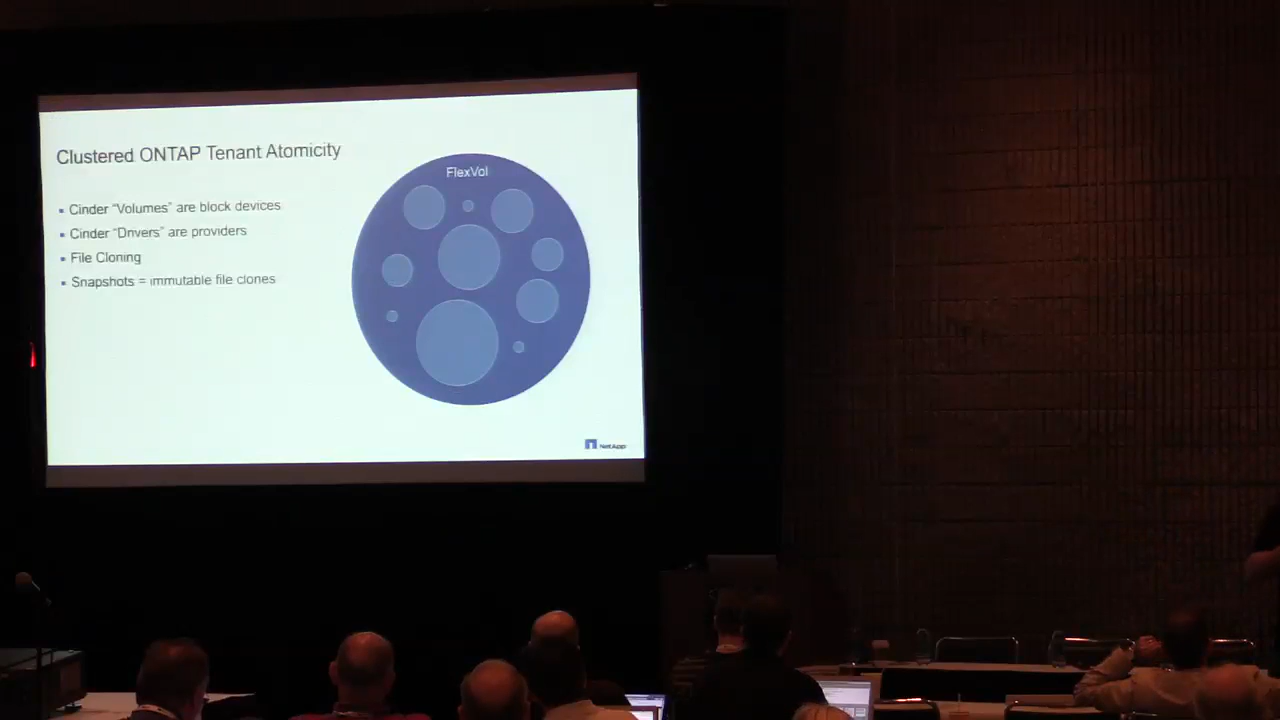 Clustered ONTAP Tenant Atomicity
Cinder “Volumes” are block devices
Cinder “Drivers” are providers
File Cloning
Snapshots = immutable file clones
FlexVol
NetApp